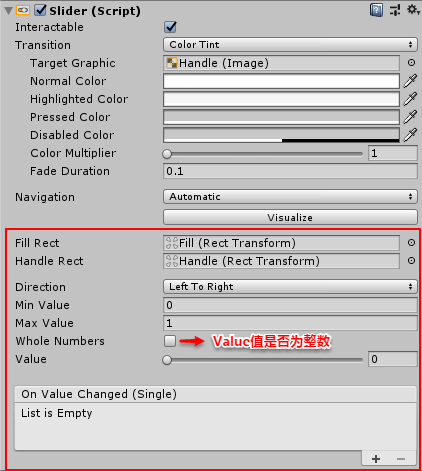 Slider (Script)
Interactable
Transition Color Tint
Target Graphic Handle (Image)
Normal Color
Highlighted Color
Pressed Color
Disabled Color
Color Multiplier 1
Fade Duration 0.1
Navigation Automatic
Visualize
Fill Rect Fill (Rect Transform)
Handle Rect Handle (Rect Transform)
Direction Left To Right
Min Value 0
Max Value 1
Whole Numbers Value值是否为整数
Value 0
On Value Changed (Single)
List is Empty